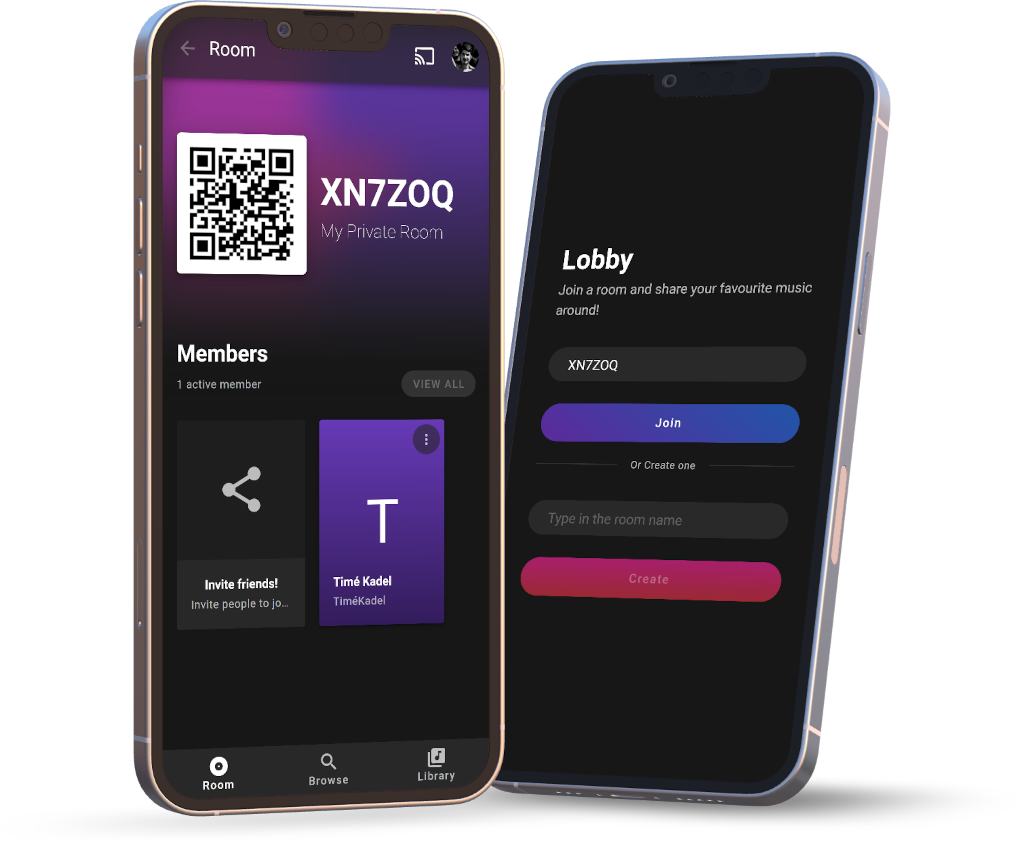 Room
XN7ZOQ
My Private Room
Members
1 active member
VIEW ALL
T
Invite friends!
Invite people to jo...
Timé Kadel
TiméKadel
Room
Browse
Library
Lobby
Join a room and share your favourite music
around!
XN7ZOQ
Join
Or Create one
Type in the room name
Create